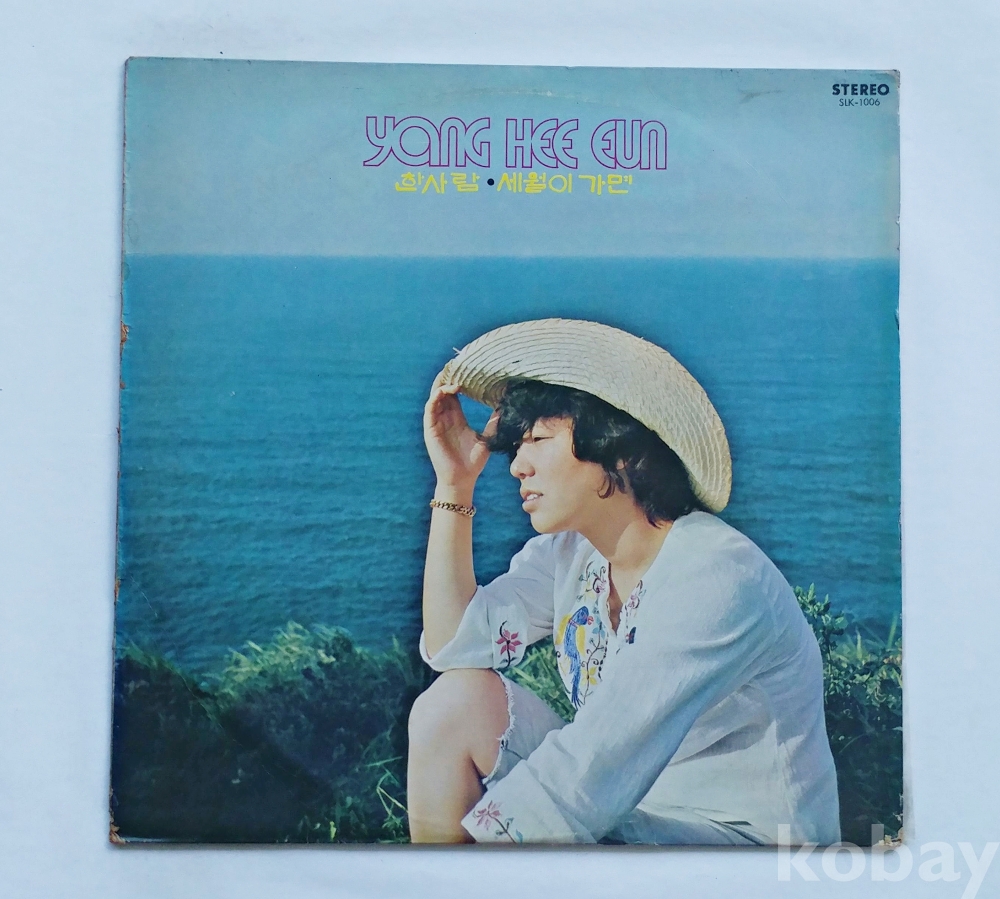 STEREO
SLK-1006
YANG HEE EUN
한사람 • 세월이 가면
kobay